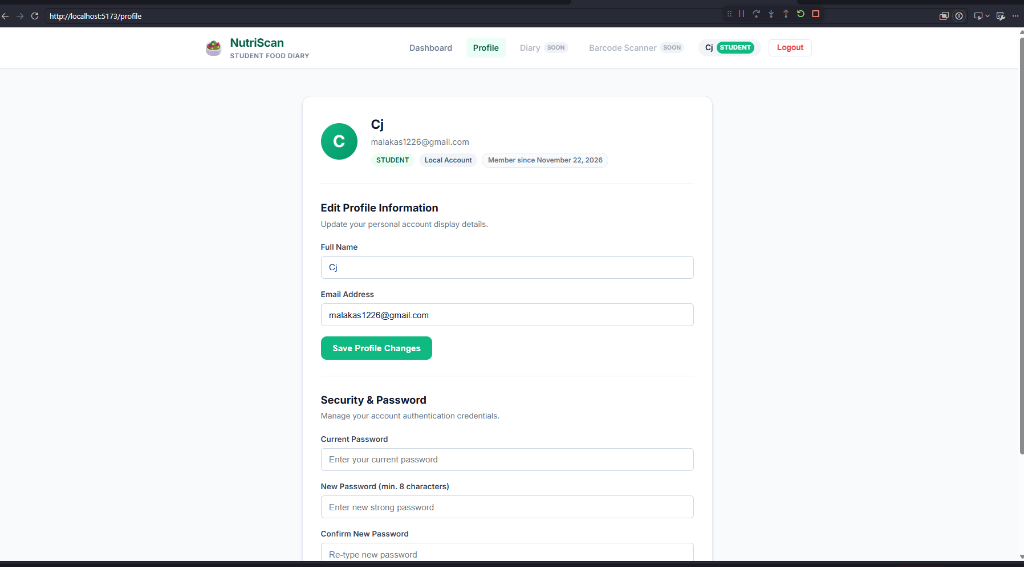 http://localhost:5173/profile
NutriScan
STUDENT FOOD DIARY
Dashboard Profile Diary SOON Barcode Scanner SOON Cj STUDENT Logout
C
Cj
malakas1226@gmail.com
STUDENT Local Account Member since November 22, 2026
Edit Profile Information
Update your personal account display details.
Full Name
Cj
Email Address
malakas1226@gmail.com
Save Profile Changes
Security & Password
Manage your account authentication credentials.
Current Password
Enter your current password
New Password (min. 8 characters)
Enter new strong password
Confirm New Password
Re-type new password